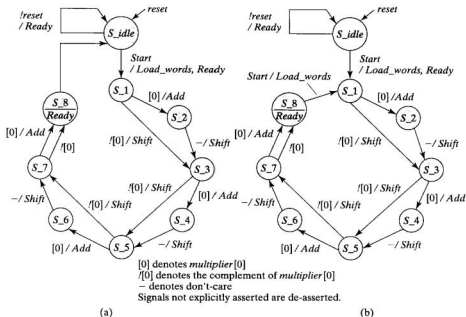 !reset
/ Ready
reset
S_idle
Start
/ Load_words, Ready
S_1
[0]/Add
S_2
–/ Shift
![0] / Shift
S_3
[0] / Add
S_4
–/Shift
![0] / Shift
S_5
[0]/ Add
S_6
–/ Shift
S_7
[0]/ Add
![0]
S_8
Ready
!reset
/ Ready
reset
S_idle
Start
/ Load_words, Ready
Start / Load_words
S_1
[0]/Add
S_2
–/ Shift
![0] / Shift
S_3
[0] / Add
S_4
–/Shift
![0] / Shift
S_5
[0]/ Add
S_6
–/ Shift
S_7
[0]/ Add
![0]
S_8
Ready
[0] denotes multiplier[0]
![0] denotes the complement of multiplier[0]
– denotes don't-care
Signals not explicitly asserted are de-asserted.
(a)
(b)